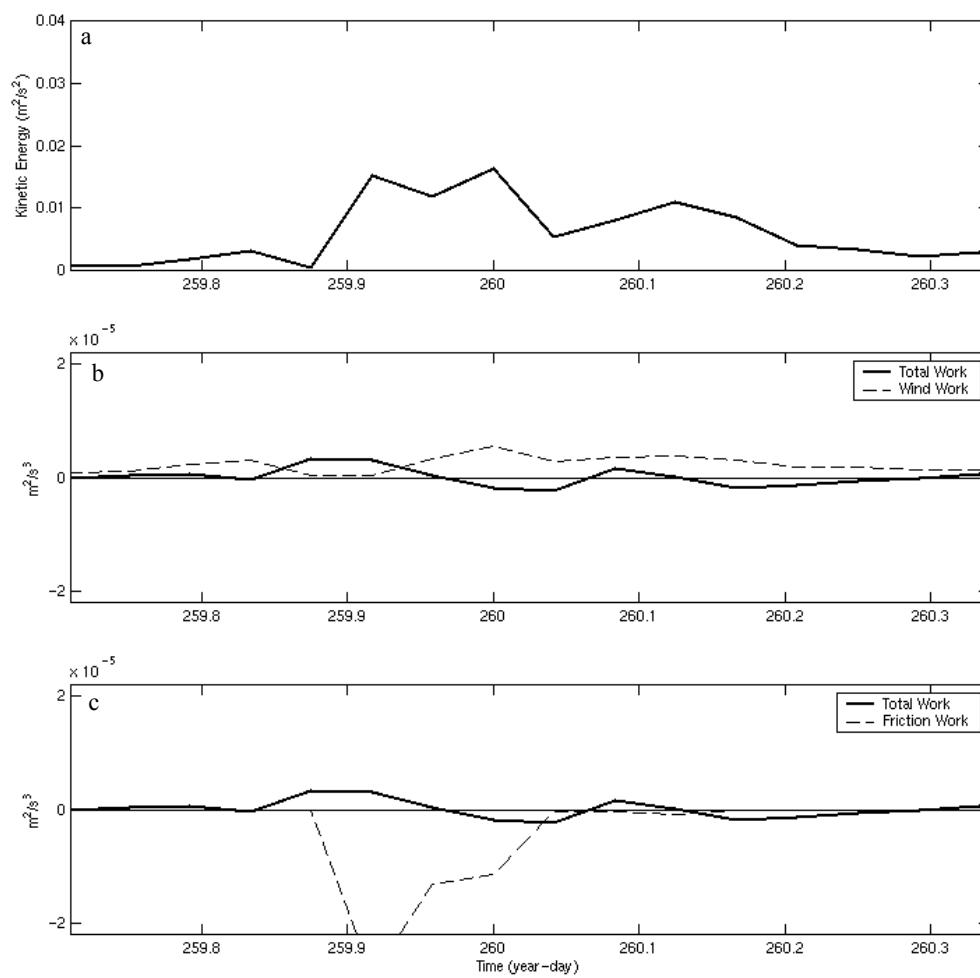 a
Kinetic Energy (m²/s²)
0.04
0.03
0.02
0.01
0
259.8 259.9 260 260.1 260.2 260.3
x 10⁻⁵
b
m²/s³
2
0
−2
Total Work
Wind Work
259.8 259.9 260 260.1 260.2 260.3
x 10⁻⁵
c
m²/s³
2
0
−2
Total Work
Friction Work
259.8 259.9 260 260.1 260.2 260.3
Time (year−day)